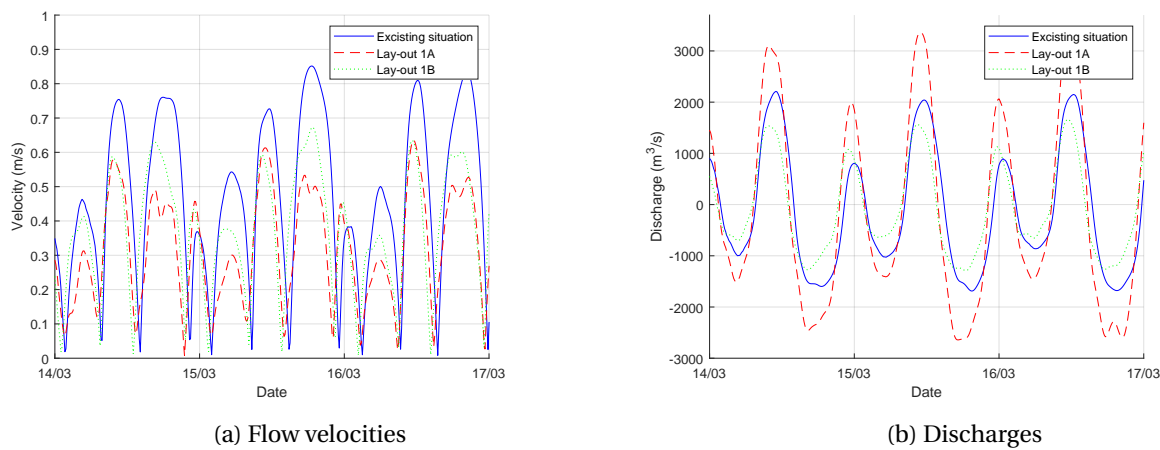 1
0.9
0.8
0.7
0.6
0.5
0.4
0.3
0.2
0.1
0
Velocity (m/s)
14/03
15/03
16/03
17/03
Date
Excisting situation
Lay-out 1A
Lay-out 1B
(a) Flow velocities
3000
2000
1000
0
-1000
-2000
-3000
Discharge (m³/s)
14/03
15/03
16/03
17/03
Date
Excisting situation
Lay-out 1A
Lay-out 1B
(b) Discharges